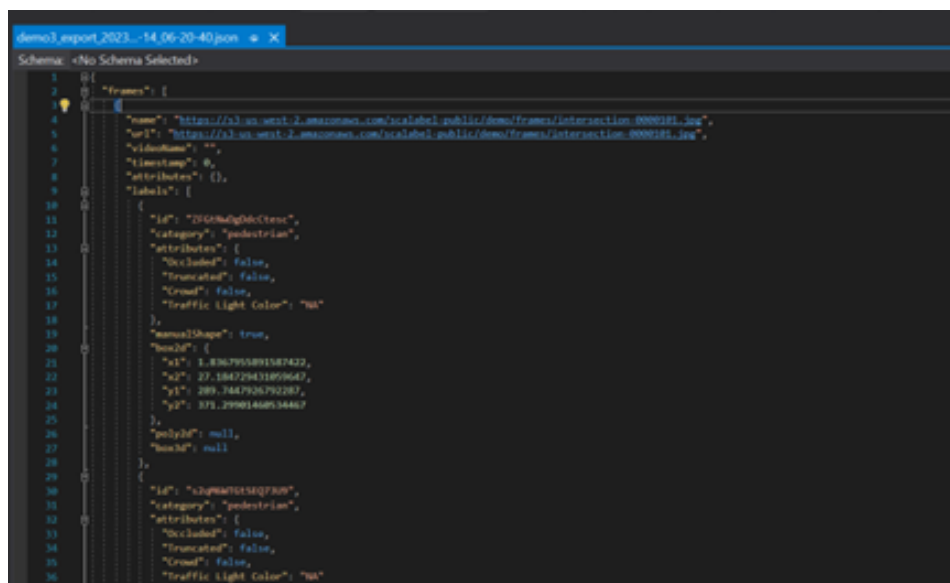 demo3_export_2023...-14_06-20-40.json
Schema: <No Schema Selected>
1 {
2 "frames": [
3 {
4 "name": "https://s3-us-west-2.amazonaws.com/scalabel-public/demo/frames/intersection-0000101.jpg",
5 "url": "https://s3-us-west-2.amazonaws.com/scalabel-public/demo/frames/intersection-0000101.jpg",
6 "videoName": "",
7 "timestamp": 0,
8 "attributes": {},
9 "labels": [
10 {
11 "id":
12 "category": "pedestrian",
13 "attributes": {
14 "Occluded": false,
15 "Truncated": false,
16 "Crowd": false,
17 "Traffic Light Color": "NA"
18 },
19 "manualShape": true,
20 "box2d": {
21 "x1": 1.8367955891587422,
22 "x2": 27.184729431059647,
23 "y1": 209.7447926792287,
24 "y2": 371.29901460534467
25 },
26 "poly2d": null,
27 "box3d": null
28 },
29 {
30 "id":
31 "category": "pedestrian",
32 "attributes": {
33 "Occluded": false,
34 "Truncated": false,
35 "Crowd": false,
36 "Traffic Light Color": "NA"